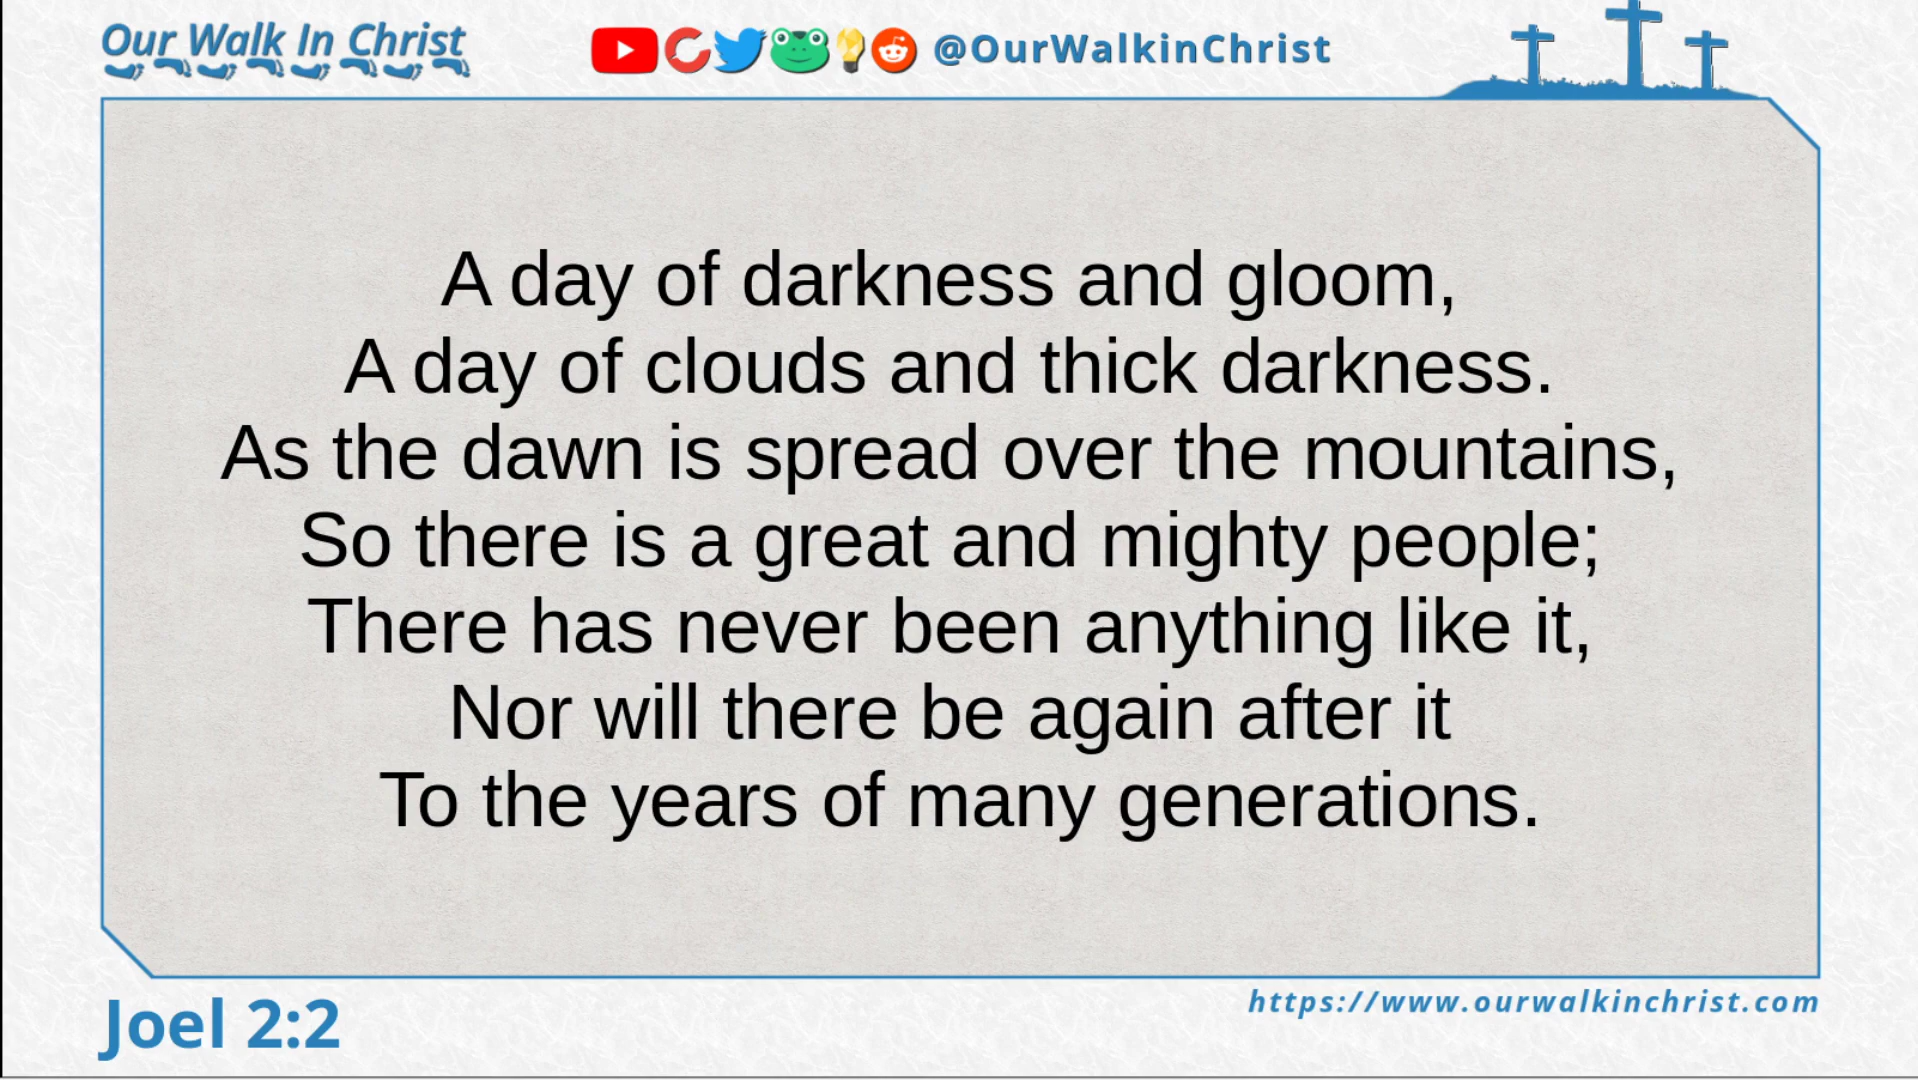 Our Walk In Christ
@OurWalkinChrist
A day of darkness and gloom,
A day of clouds and thick darkness.
As the dawn is spread over the mountains,
So there is a great and mighty people;
There has never been anything like it,
Nor will there be again after it
To the years of many generations.
Joel 2:2
https://www.ourwalkinchrist.com